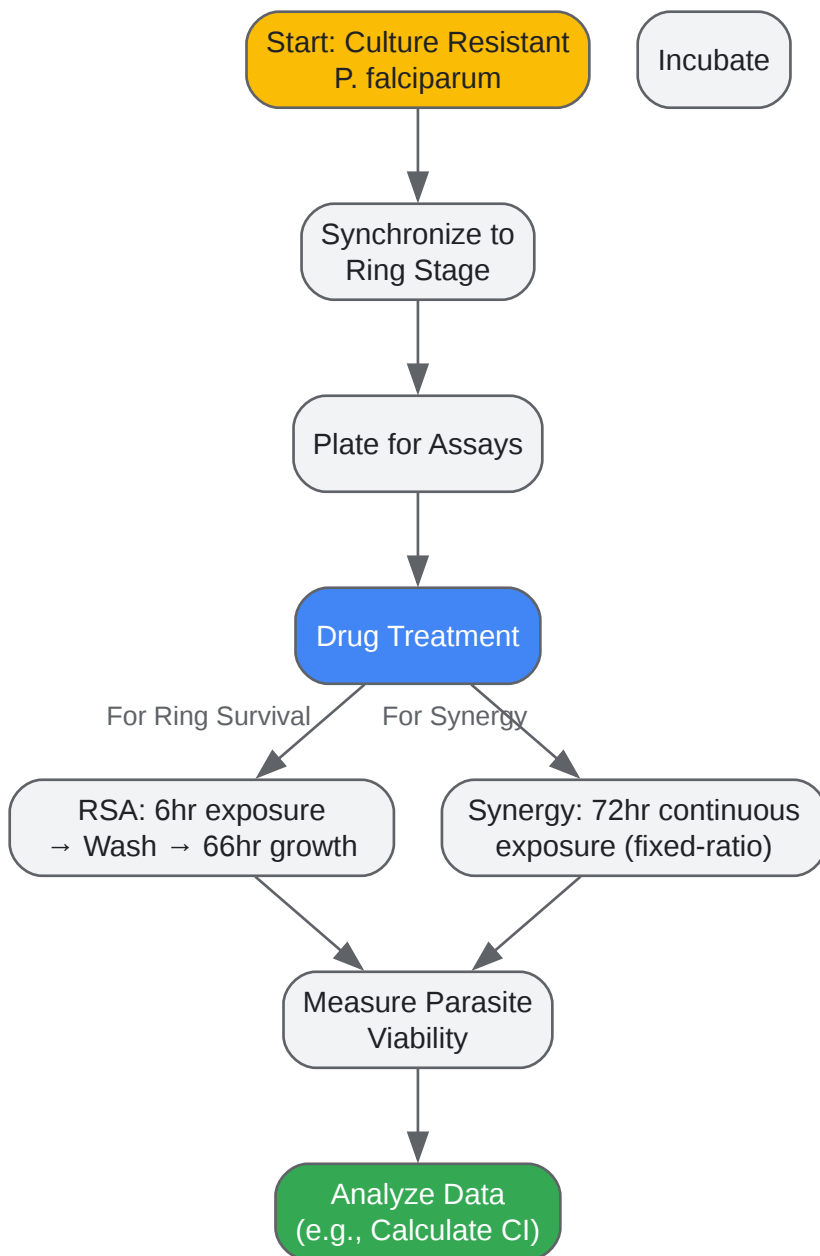 Start: Culture Resistant
P. falciparum
Incubate
Synchronize to
Ring Stage
Plate for Assays
Drug Treatment
For Ring Survival
For Synergy
RSA: 6hr exposure
→ Wash → 66hr growth
Synergy: 72hr continuous
exposure (fixed-ratio)
Measure Parasite
Viability
Analyze Data
(e.g., Calculate CI)